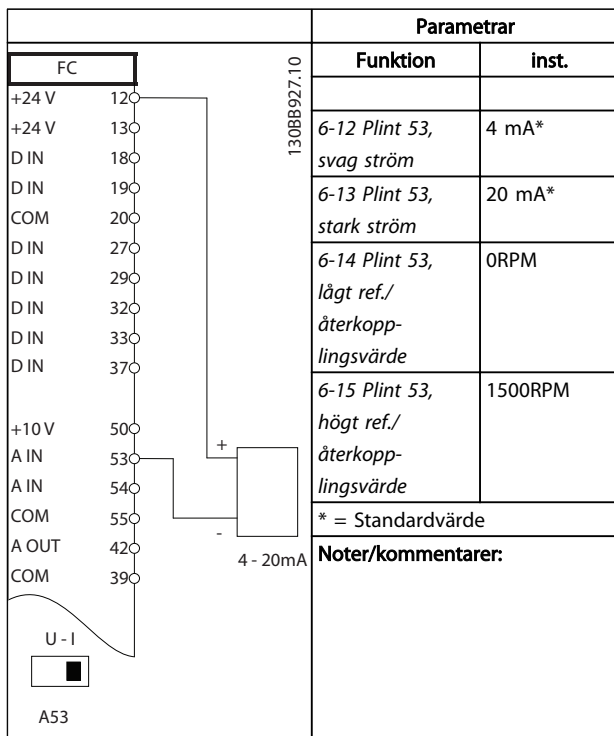 Parametrar
Funktion inst.
FC
130BB927.10
+24 V 12
+24 V 13
D IN 18
D IN 19
COM 20
D IN 27
D IN 29
D IN 32
D IN 33
D IN 37
+10 V 50
A IN 53
A IN 54
COM 55
A OUT 42
COM 39
+
-
4 - 20mA
U - I
A53
6-12 Plint 53, 4 mA*
svag ström
6-13 Plint 53, 20 mA*
stark ström
6-14 Plint 53, 0RPM
lågt ref./
återkopp-
lingsvärde
6-15 Plint 53, 1500RPM
högt ref./
återkopp-
lingsvärde
* = Standardvärde
Noter/kommentarer: